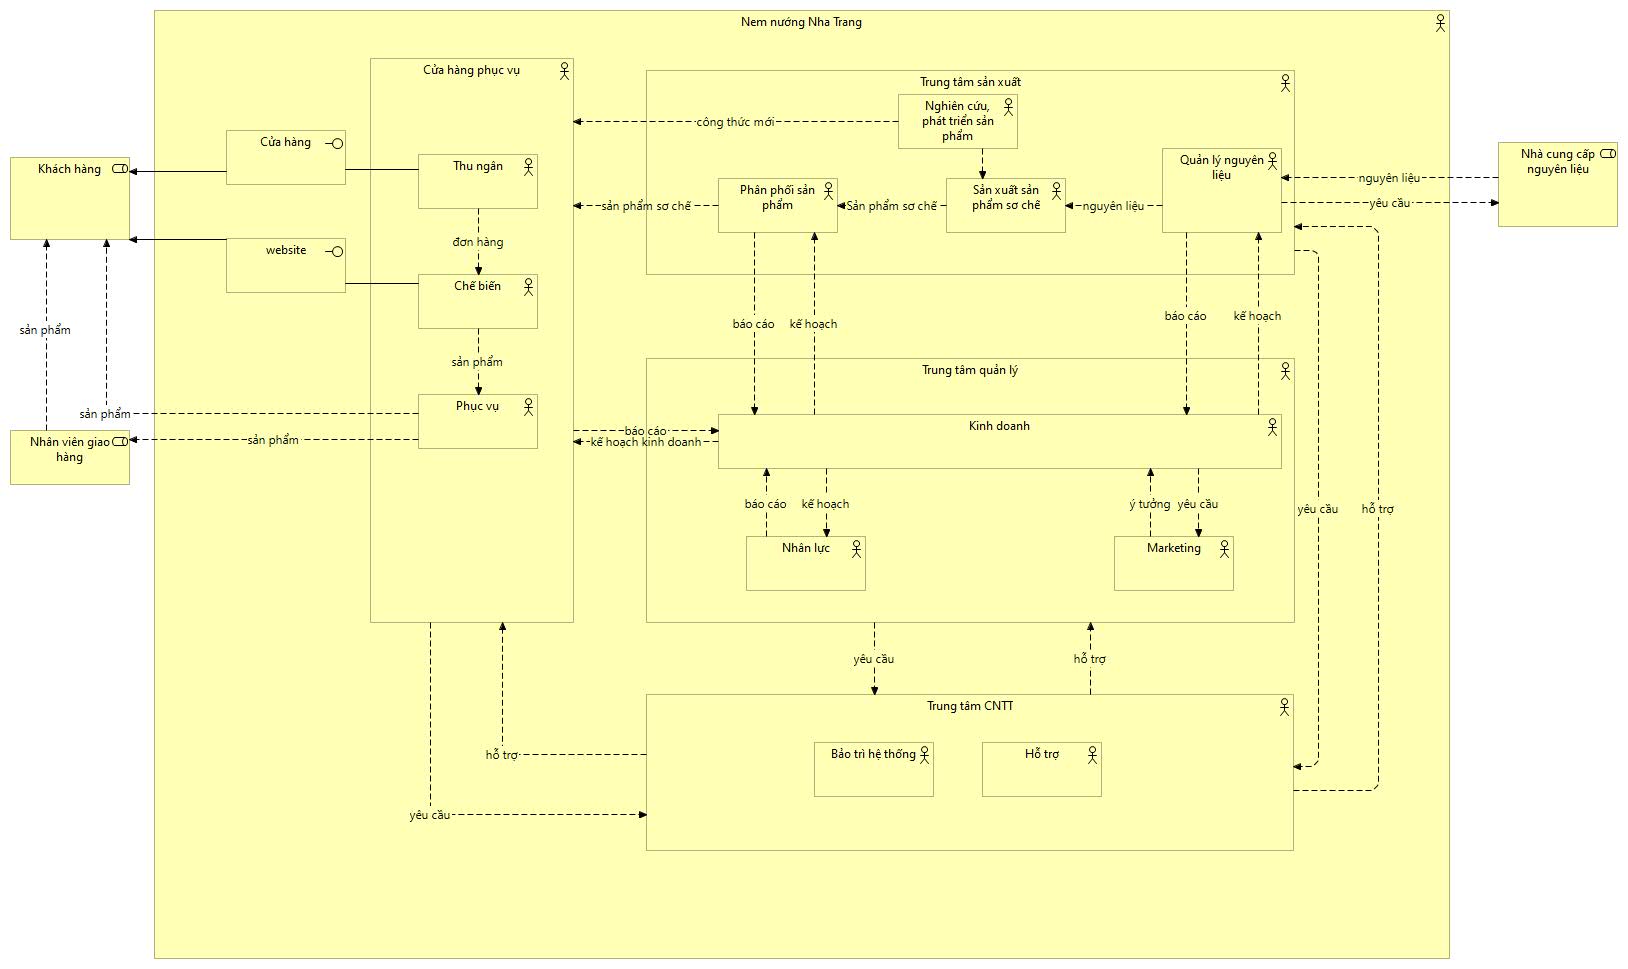 Nem nướng Nha Trang
Cửa hàng phục vụ
Trung tâm sản xuất
Nghiên cứu,
phát triển sản
phẩm
công thức mới
Cửa hàng
Khách hàng
Thu ngân
Phân phối sản
phẩm
Sản xuất sản
phẩm sơ chế
Quản lý nguyên
liệu
Nhà cung cấp
nguyên liệu
nguyên liệu
yêu cầu
sản phẩm sơ chế
Sản phẩm sơ chế
nguyên liệu
đơn hàng
website
Chế biến
sản phẩm
báo cáo
kế hoạch
báo cáo
kế hoạch
sản phẩm
Trung tâm quản lý
Phục vụ
sản phẩm
Kinh doanh
báo cáo
kế hoạch kinh doanh
Nhân viên giao
hàng
sản phẩm
báo cáo
kế hoạch
ý tưởng
yêu cầu
yêu cầu
hỗ trợ
Nhân lực
Marketing
yêu cầu
hỗ trợ
Trung tâm CNTT
hỗ trợ
Bảo trì hệ thống
Hỗ trợ
yêu cầu